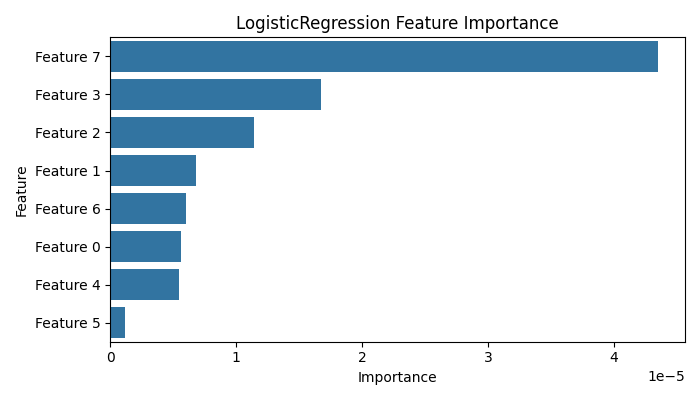 LogisticRegression Feature Importance
Feature
Feature 7
Feature 3
Feature 2
Feature 1
Feature 6
Feature 0
Feature 4
Feature 5
0 1 2 3 4
1e−5
Importance